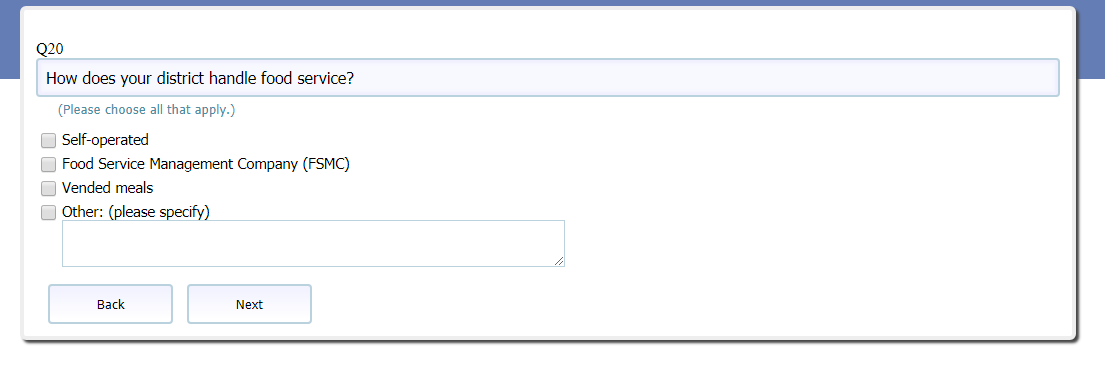 Q20
How does your district handle food service?
(Please choose all that apply.)
Self-operated
Food Service Management Company (FSMC)
Vended meals
Other: (please specify)
Back Next